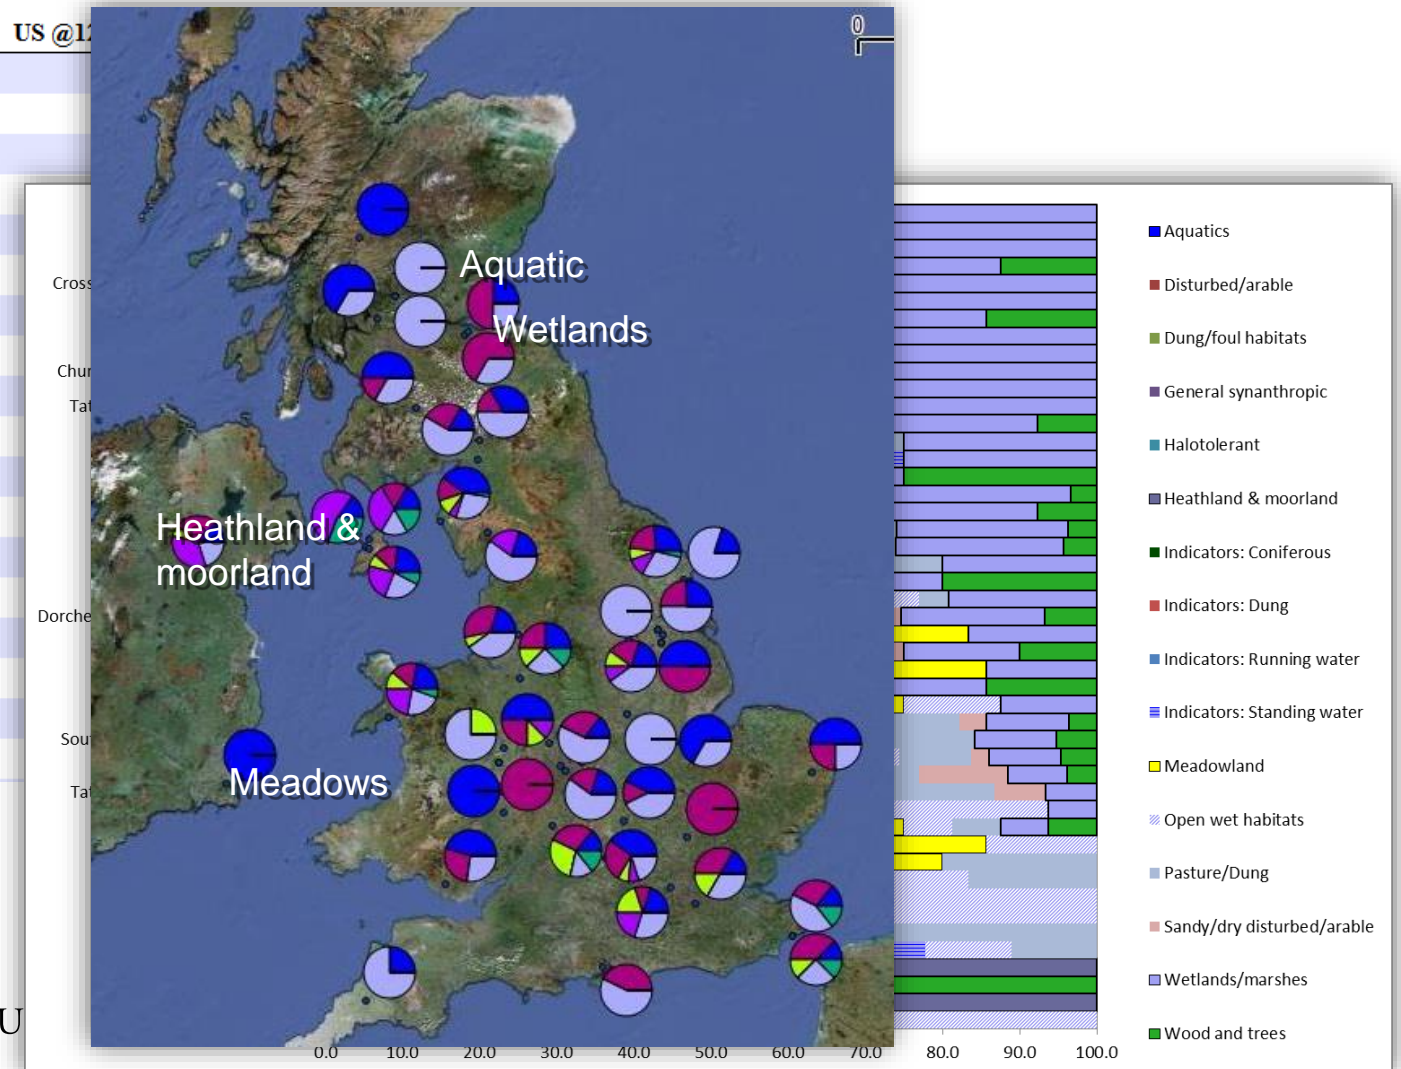 US @12
0
Aquatic
Wetlands
Heathland &
moorland
Meadows
Cross
Chur
Tat
Dorche
Sou
Tat
U
Aquatics
Disturbed/arable
Dung/foul habitats
General synanthropic
Halotolerant
Heathland & moorland
Indicators: Coniferous
Indicators: Dung
Indicators: Running water
Indicators: Standing water
Meadowland
Open wet habitats
Pasture/Dung
Sandy/dry disturbed/arable
Wetlands/marshes
Wood and trees
0.0 10.0 20.0 30.0 40.0 50.0 60.0 70.0 80.0 90.0 100.0